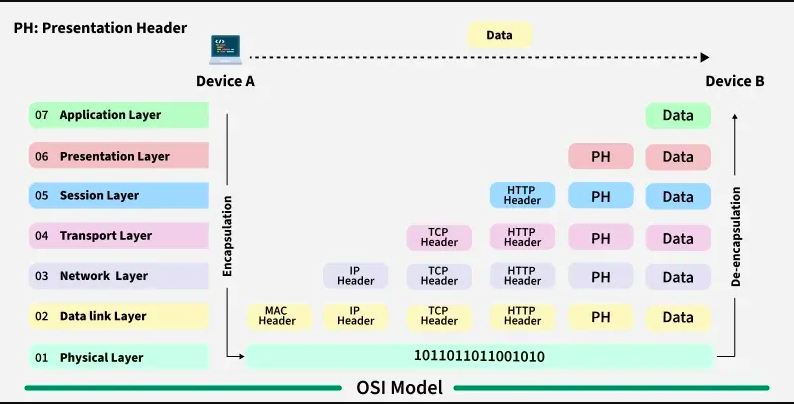 PH: Presentation Header
Data
Device A
Device B
07 Application Layer
Data
06 Presentation Layer
PH
Data
05 Session Layer
HTTP
Header
PH
Data
04 Transport Layer
TCP
Header
HTTP
Header
PH
Data
03 Network Layer
IP
Header
TCP
Header
HTTP
Header
PH
Data
02 Data link Layer
MAC
Header
IP
Header
TCP
Header
HTTP
Header
PH
Data
01 Physical Layer
1011011011001010
Encapsulation
De-encapsulation
OSI Model